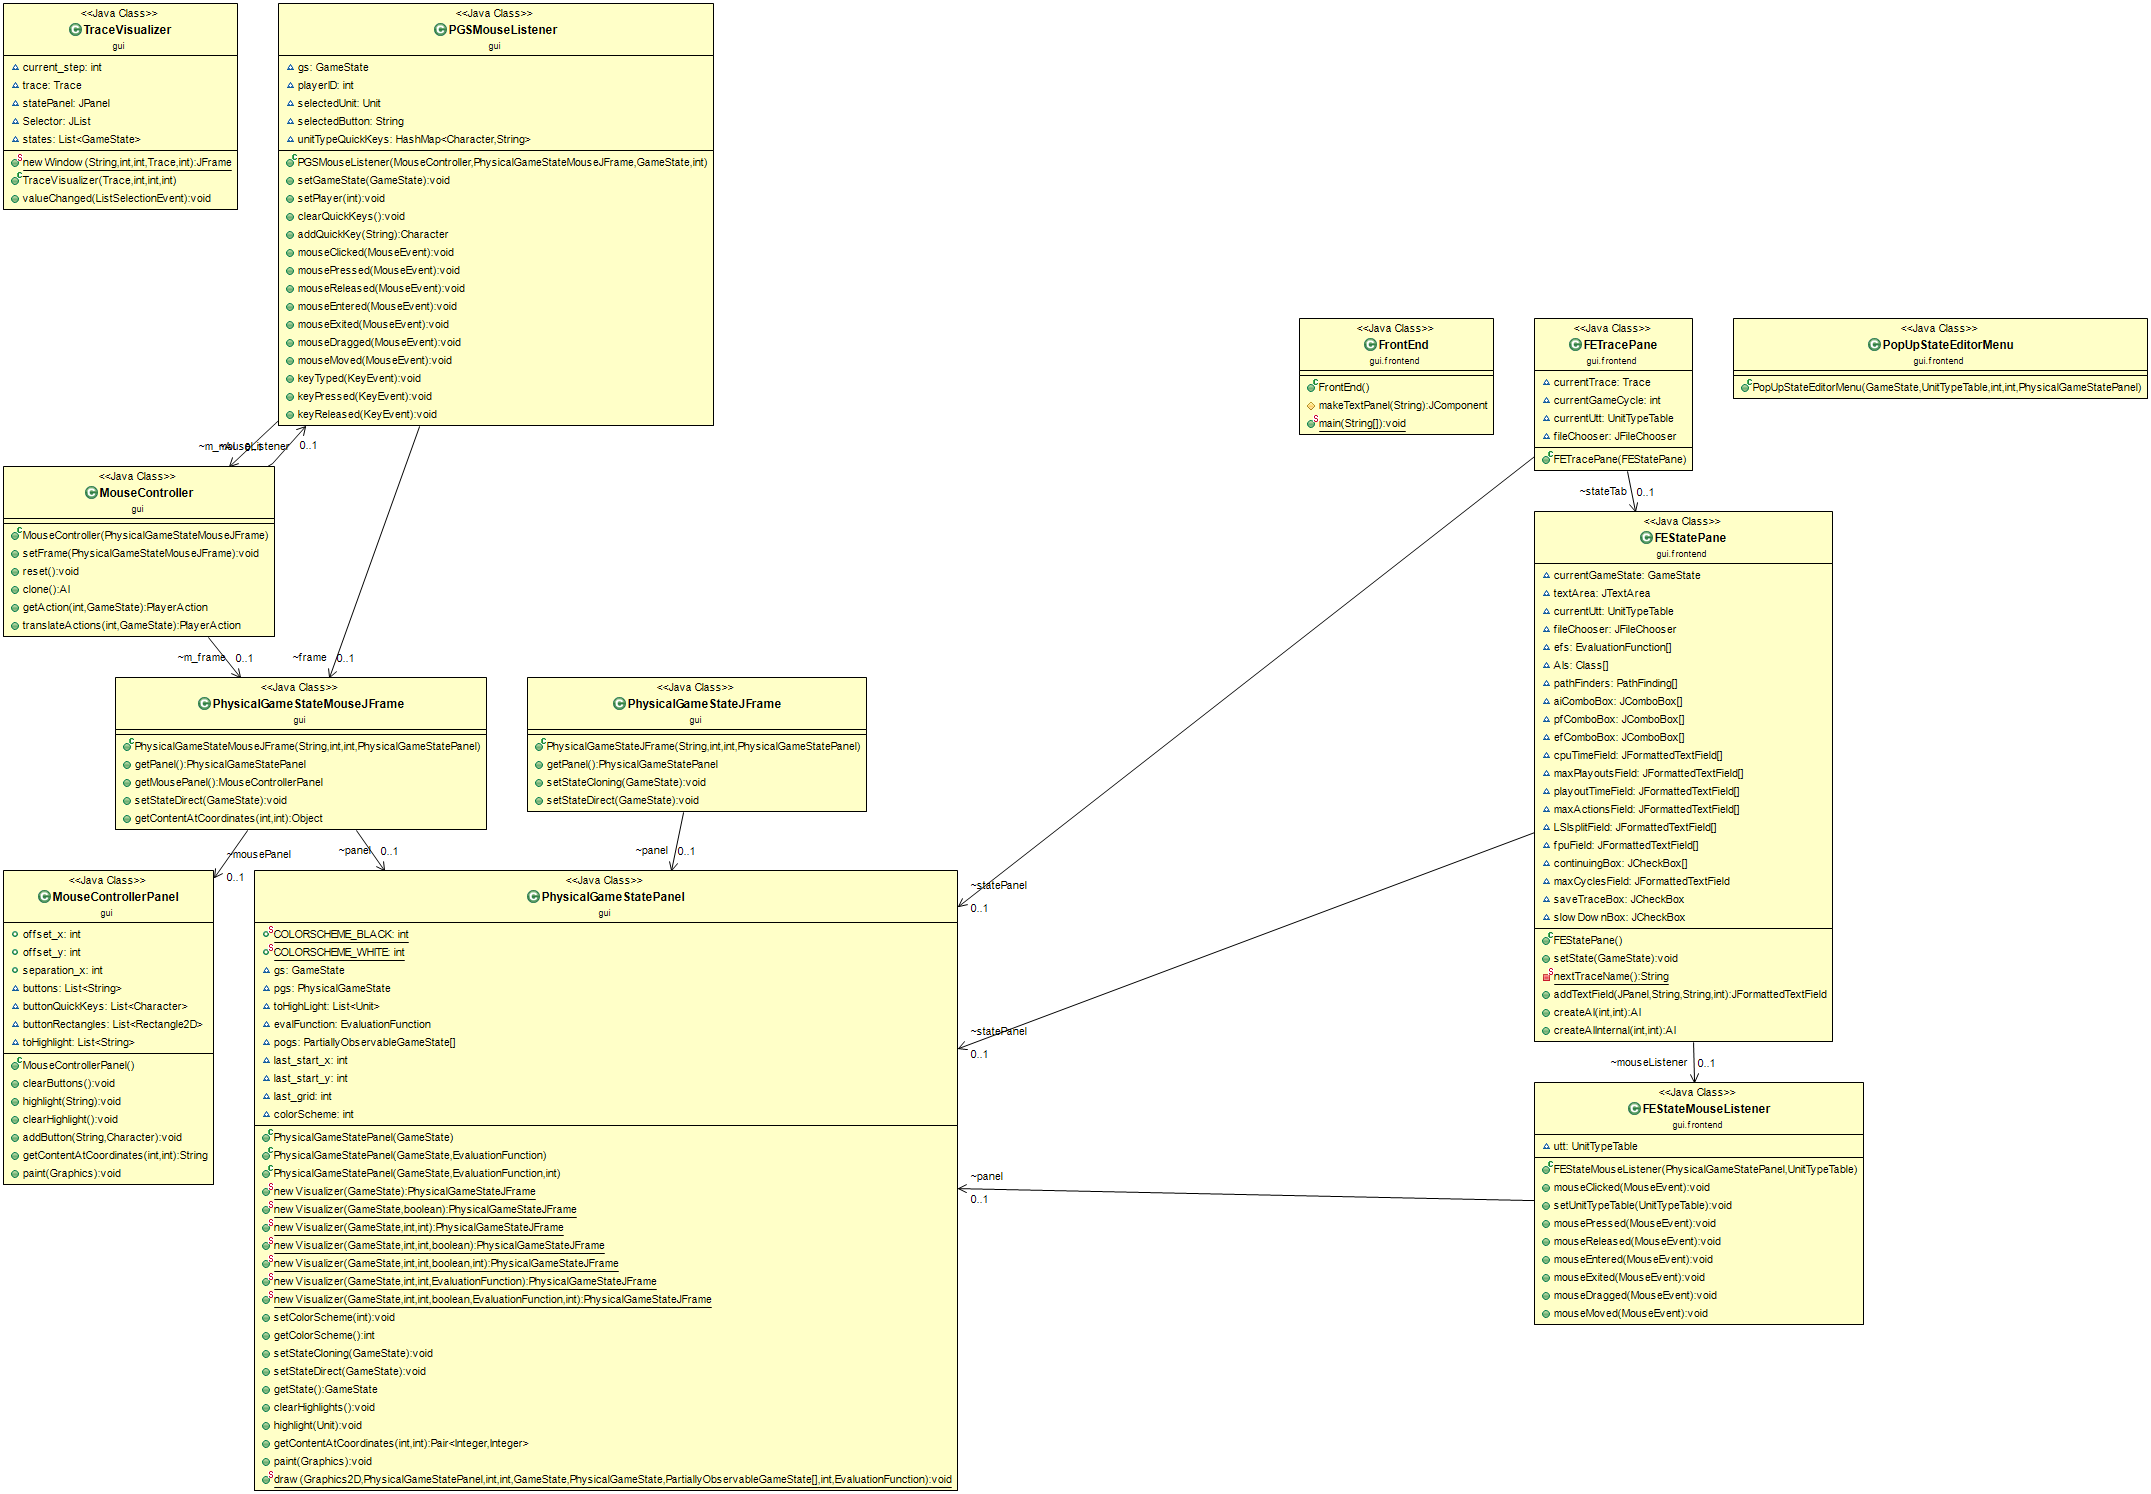 <<Java Class>>
TraceVisualizer
gui
current_step: int
trace: Trace
statePanel: JPanel
Selector: JList
states: List<GameState>
newWindow(String,int,int,Trace,int):JFrame
TraceVisualizer(Trace,int,int,int)
valueChanged(ListSelectionEvent):void
<<Java Class>>
PGSMouseListener
gui
gs: GameState
playerID: int
selectedUnit: Unit
selectedButton: String
unitTypeQuickKeys: HashMap<Character,String>
PGSMouseListener(MouseController,PhysicalGameStateMouseJFrame,GameState,int)
setGameState(GameState):void
setPlayer(int):void
clearQuickKeys():void
addQuickKey(String):Character
mouseClicked(MouseEvent):void
mousePressed(MouseEvent):void
mouseReleased(MouseEvent):void
mouseEntered(MouseEvent):void
mouseExited(MouseEvent):void
mouseDragged(MouseEvent):void
mouseMoved(MouseEvent):void
keyTyped(KeyEvent):void
keyPressed(KeyEvent):void
keyReleased(KeyEvent):void
0..1
<<Java Class>>
MouseController
gui
MouseController(PhysicalGameStateMouseJFrame)
setFrame(PhysicalGameStateMouseJFrame):void
reset():void
clone():AI
getAction(int,GameState):PlayerAction
translateActions(int,GameState):PlayerAction
~m_frame 0..1
~frame 0..1
<<Java Class>>
PhysicalGameStateMouseJFrame
gui
PhysicalGameStateMouseJFrame(String,int,int,PhysicalGameStatePanel)
getPanel():PhysicalGameStatePanel
getMousePanel():MouseControllerPanel
setStateDirect(GameState):void
getContentAtCoordinates(int,int):Object
<<Java Class>>
PhysicalGameStateJFrame
gui
PhysicalGameStateJFrame(String,int,int,PhysicalGameStatePanel)
getPanel():PhysicalGameStatePanel
setStateCloning(GameState):void
setStateDirect(GameState):void
~mousePanel
0..1
~panel 0..1
~panel 0..1
<<Java Class>>
MouseControllerPanel
gui
offset_x: int
offset_y: int
separation_x: int
buttons: List<String>
buttonQuickKeys: List<Character>
buttonRectangles: List<Rectangle2D>
toHighlight: List<String>
MouseControllerPanel()
clearButtons():void
highlight(String):void
clearHighlight():void
addButton(String,Character):void
getContentAtCoordinates(int,int):String
paint(Graphics):void
<<Java Class>>
PhysicalGameStatePanel
gui
COLORSCHEME_BLACK: int
COLORSCHEME_WHITE: int
gs: GameState
pgs: PhysicalGameState
toHighLight: List<Unit>
evalFunction: EvaluationFunction
pogs: PartiallyObservableGameState[]
last_start_x: int
last_start_y: int
last_grid: int
colorScheme: int
PhysicalGameStatePanel(GameState)
PhysicalGameStatePanel(GameState,EvaluationFunction)
PhysicalGameStatePanel(GameState,EvaluationFunction,int)
newVisualizer(GameState):PhysicalGameStateJFrame
newVisualizer(GameState,boolean):PhysicalGameStateJFrame
newVisualizer(GameState,int,int):PhysicalGameStateJFrame
newVisualizer(GameState,int,int,boolean):PhysicalGameStateJFrame
newVisualizer(GameState,int,int,boolean,int):PhysicalGameStateJFrame
newVisualizer(GameState,int,int,EvaluationFunction):PhysicalGameStateJFrame
newVisualizer(GameState,int,int,boolean,EvaluationFunction,int):PhysicalGameStateJFrame
setColorScheme(int):void
getColorScheme():int
setStateCloning(GameState):void
setStateDirect(GameState):void
getState():GameState
clearHighlights():void
highlight(Unit):void
getContentAtCoordinates(int,int):Pair<Integer,Integer>
paint(Graphics):void
draw(Graphics2D,PhysicalGameStatePanel,int,int,GameState,PhysicalGameState,PartiallyObservableGameState[],int,EvaluationFunction):void
<<Java Class>>
FrontEnd
gui.frontend
FrontEnd()
makeTextPanel(String):JComponent
main(String[]):void
<<Java Class>>
FETracePane
gui.frontend
currentTrace: Trace
currentGameCycle: int
currentUtt: UnitTypeTable
fileChooser: JFileChooser
FETracePane(FEStatePane)
<<Java Class>>
PopUpStateEditorMenu
gui.frontend
PopUpStateEditorMenu(GameState,UnitTypeTable,int,int,PhysicalGameStatePanel)
~stateTab 0..1
<<Java Class>>
FEStatePane
gui.frontend
currentGameState: GameState
textArea: JTextArea
currentUtt: UnitTypeTable
fileChooser: JFileChooser
efs: EvaluationFunction[]
AIs: Class[]
pathFinders: PathFinding[]
aiComboBox: JComboBox[]
pfComboBox: JComboBox[]
efComboBox: JComboBox[]
cpuTimeField: JFormattedTextField[]
maxPlayoutsField: JFormattedTextField[]
playoutTimeField: JFormattedTextField[]
maxActionsField: JFormattedTextField[]
LSIsplitField: JFormattedTextField[]
fpuField: JFormattedTextField[]
continuingBox: JCheckBox[]
maxCyclesField: JFormattedTextField
saveTraceBox: JCheckBox
slowDownBox: JCheckBox
FEStatePane()
setState(GameState):void
nextTraceName():String
addTextField(JPanel,String,String,int):JFormattedTextField
createAI(int,int):AI
createAIInternal(int,int):AI
~statePanel
0..1
~statePanel
0..1
~mouseListener 0..1
~panel
0..1
<<Java Class>>
FEStateMouseListener
gui.frontend
utt: UnitTypeTable
FEStateMouseListener(PhysicalGameStatePanel,UnitTypeTable)
mouseClicked(MouseEvent):void
setUnitTypeTable(UnitTypeTable):void
mousePressed(MouseEvent):void
mouseReleased(MouseEvent):void
mouseEntered(MouseEvent):void
mouseExited(MouseEvent):void
mouseDragged(MouseEvent):void
mouseMoved(MouseEvent):void